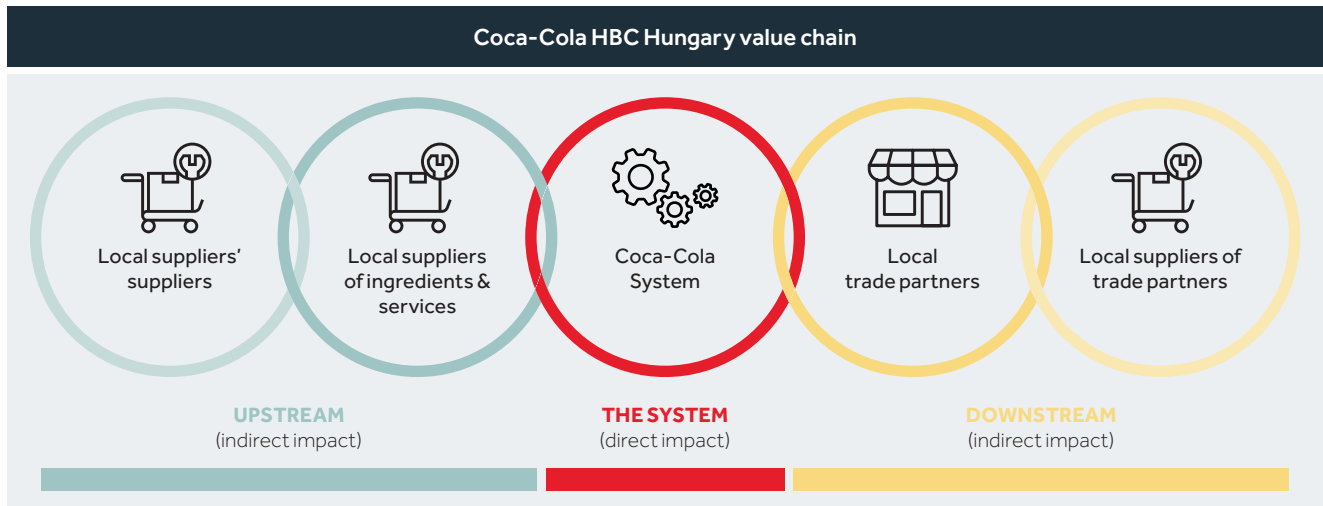 Coca-Cola HBC Hungary value chain
Local suppliers’
suppliers
Local suppliers
of ingredients &
services
Coca-Cola
System
Local
trade partners
Local suppliers of
trade partners
UPSTREAM
(indirect impact)
THE SYSTEM
(direct impact)
DOWNSTREAM
(indirect impact)